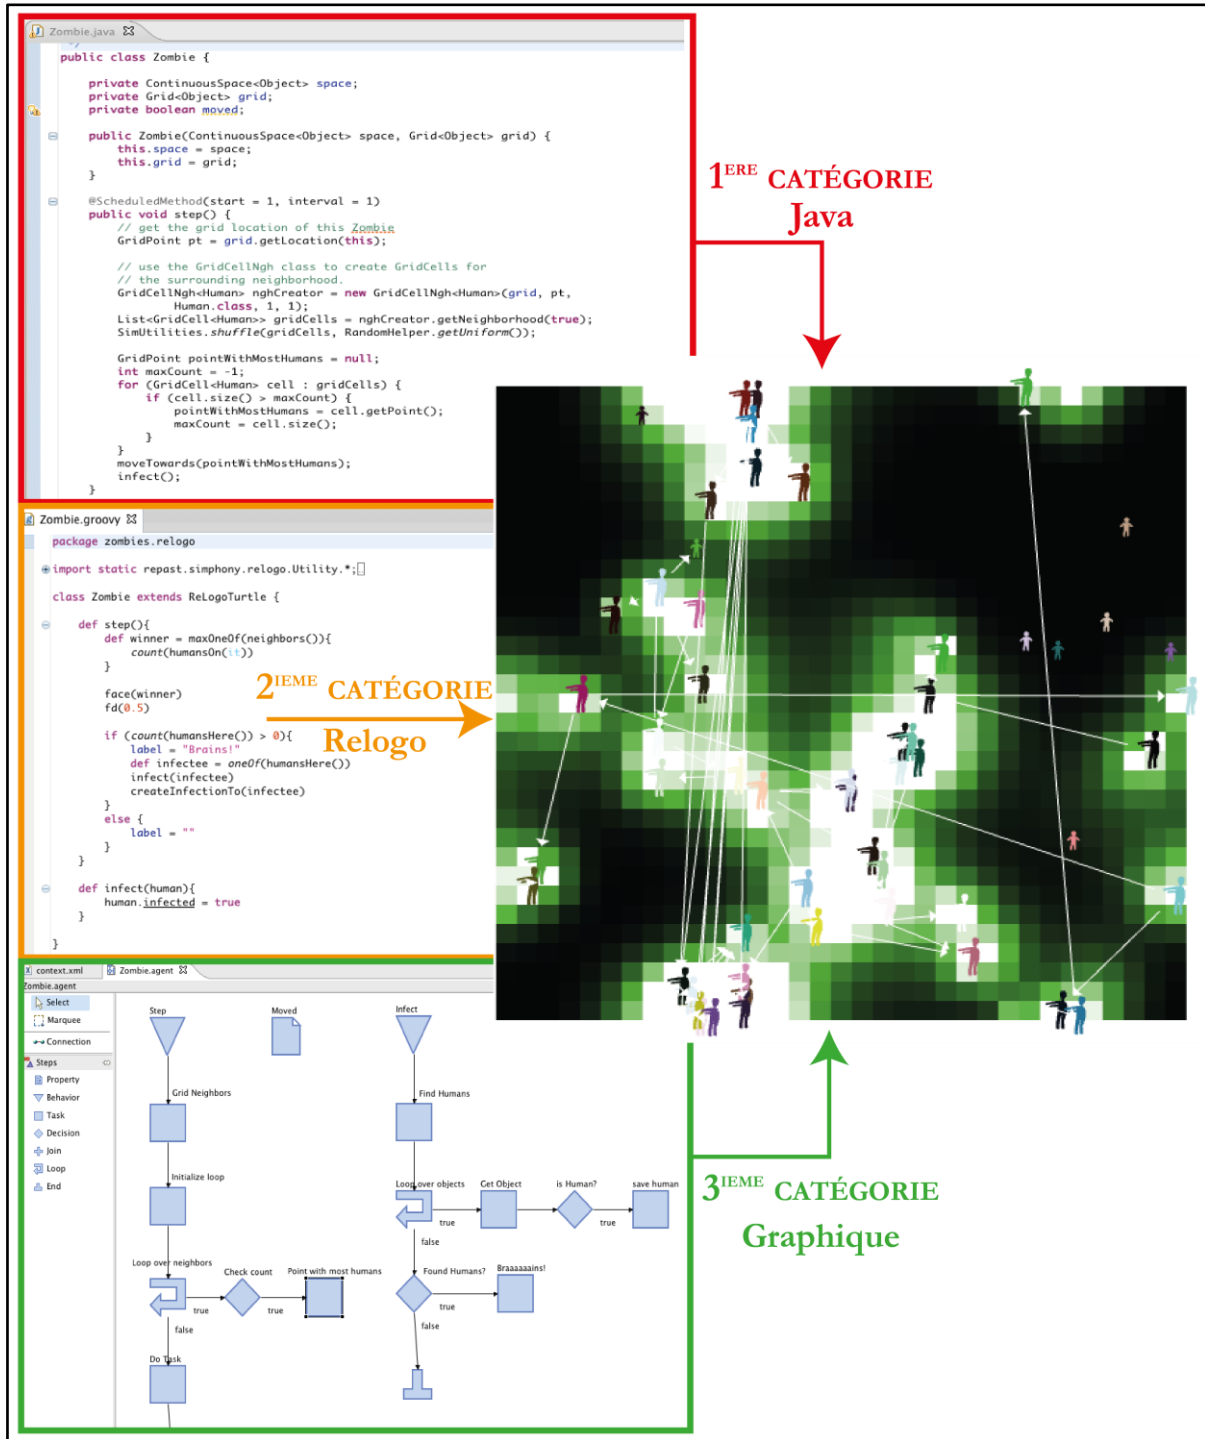 Zombie.java
*/
public class Zombie {
private ContinuousSpace<Object> space;
private Grid<Object> grid;
private boolean moved;
public Zombie(ContinuousSpace<Object> space, Grid<Object> grid) {
this.space = space;
this.grid = grid;
}
@ScheduledMethod(start = 1, interval = 1)
public void step() {
// get the grid location of this Zombie
GridPoint pt = grid.getLocation(this);
// use the GridCellNgh class to create GridCells for
// the surrounding neighborhood.
GridCellNgh<Human> nghCreator = new GridCellNgh<Human>(grid, pt,
Human.class, 1, 1);
List<GridCell<Human>> gridCells = nghCreator.getNeighborhood(true);
SimUtilities.shuffle(gridCells, RandomHelper.getUniform());
GridPoint pointWithMostHumans = null;
int maxCount = -1;
for (GridCell<Human> cell : gridCells) {
if (cell.size() > maxCount) {
pointWithMostHumans = cell.getPoint();
maxCount = cell.size();
}
}
moveTowards(pointWithMostHumans);
infect();
}
1ERE CATÉGORIE
Java
Zombie.groovy
package zombies.relogo
import static repast.simphony.relogo.Utility.*;
class Zombie extends ReLogoTurtle {
def step(){
def winner = maxOneOf(neighbors()){
count(humansOn(it))
}
face(winner)
fd(0.5)
if (count(humansHere()) > 0){
label = "Brains!"
def infectee = oneOf(humansHere())
infect(infectee)
createInfectionTo(infectee)
}
else {
label = ""
}
}
def infect(human){
human.infected = true
}
}
2IEME CATÉGORIE
Relogo
context.xml
Zombie.agent
Zombie.agent
Select
Marquee
Connection
Steps
Property
Behavior
Task
Decision
Join
Loop
End
Step
Moved
Infect
Grid Neighbors
Find Humans
Initialize loop
Loop over objects
Get Object
is Human?
save human
true
true
false
Loop over neighbors
Check count
Point with most humans
Found Humans?
Braaaaaains!
true
true
true
false
false
Do Task
3IEME CATÉGORIE
Graphique